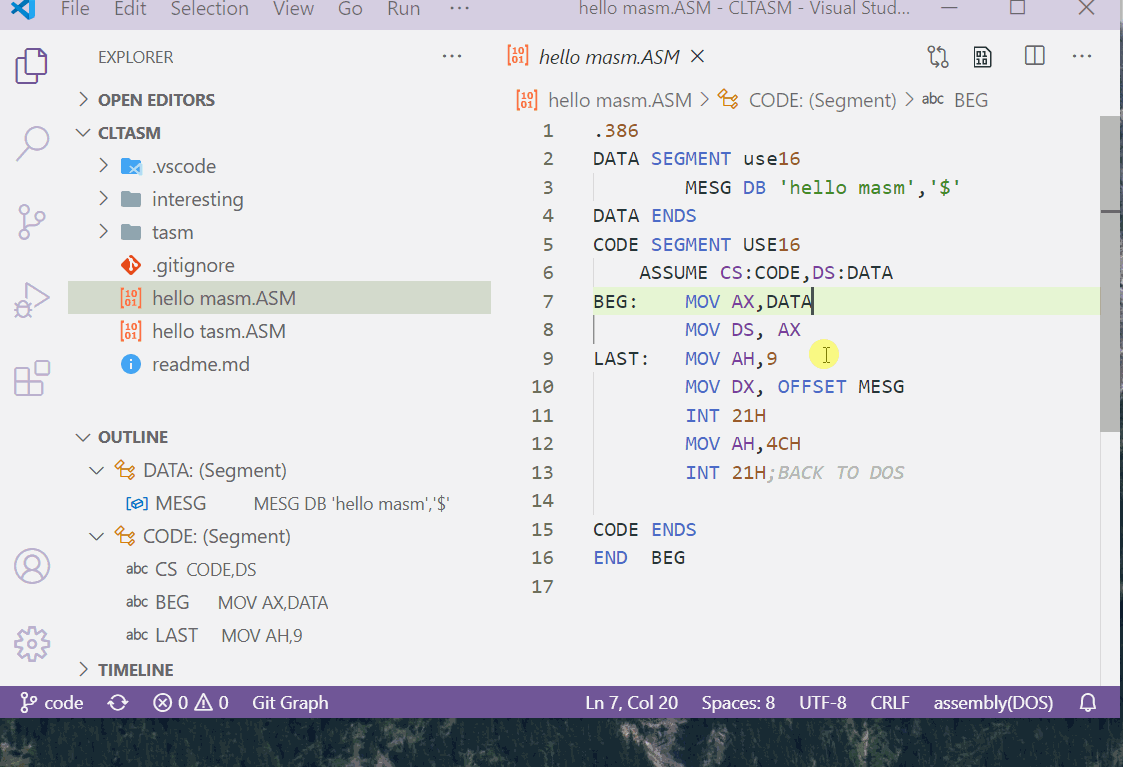 File Edit Selection View Go Run ··· hello masm.ASM - CLTASM - Visual Stud...
EXPLORER ···
OPEN EDITORS
CLTASM
.vscode
interesting
tasm
.gitignore
hello masm.ASM
hello tasm.ASM
readme.md
OUTLINE
DATA: (Segment)
MESG MESG DB 'hello masm','$'
CODE: (Segment)
abc CS CODE,DS
abc BEG MOV AX,DATA
abc LAST MOV AH,9
TIMELINE
hello masm.ASM
hello masm.ASM > CODE: (Segment) > abc BEG
1 .386
2 DATA SEGMENT use16
3 MESG DB 'hello masm','$'
4 DATA ENDS
5 CODE SEGMENT USE16
6 ASSUME CS:CODE,DS:DATA
7 BEG: MOV AX,DATA
8 MOV DS, AX
9 LAST: MOV AH,9
10 MOV DX, OFFSET MESG
11 INT 21H
12 MOV AH,4CH
13 INT 21H;BACK TO DOS
14
15 CODE ENDS
16 END BEG
17
code 0 0 Git Graph Ln 7, Col 20 Spaces: 8 UTF-8 CRLF assembly(DOS)